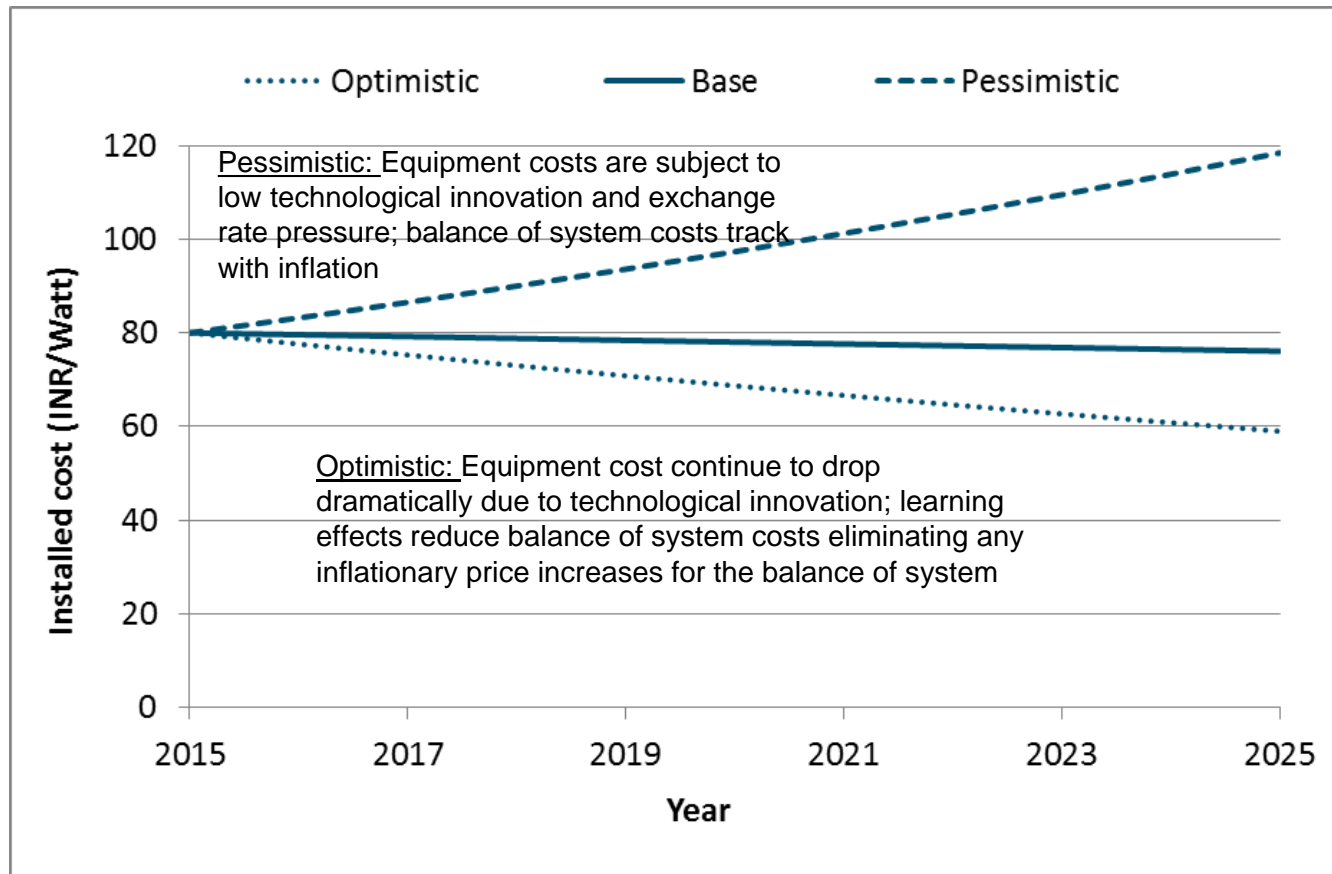 Optimistic Base Pessimistic
120
Pessimistic: Equipment costs are subject to
low technological innovation and exchange
rate pressure; balance of system costs track
with inflation
100
80
60
Optimistic: Equipment cost continue to drop
dramatically due to technological innovation; learning
effects reduce balance of system costs eliminating any
inflationary price increases for the balance of system
40
20
0
Installed cost (INR/Watt)
2015 2017 2019 2021 2023 2025
Year